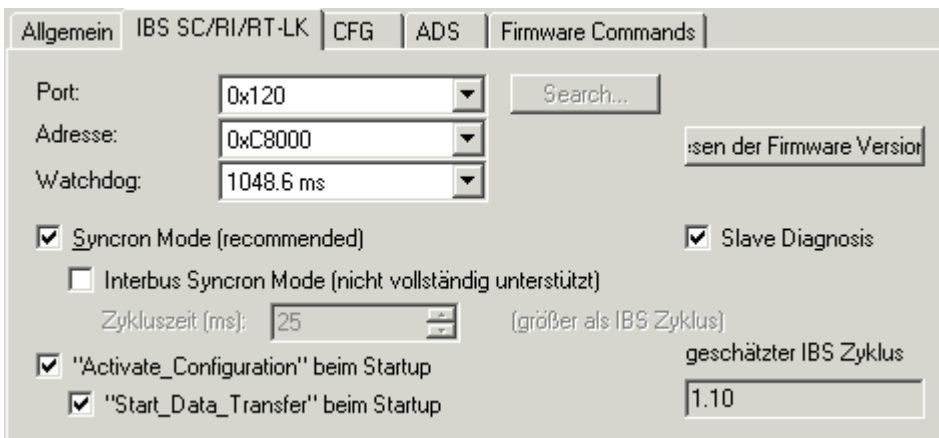 Allgemein IBS SC/RI/RT-LK CFG ADS Firmware Commands
Port: 0x120 Search...
Adresse: 0xC8000
esen der Firmware Version
Watchdog: 1048.6 ms
Syncron Mode (recommended) Slave Diagnosis
Interbus Syncron Mode (nicht vollständig unterstützt)
Zykluszeit (ms): 25 (größer als IBS Zyklus)
geschätzter IBS Zyklus
"Activate_Configuration" beim Startup
"Start_Data_Transfer" beim Startup 1.10